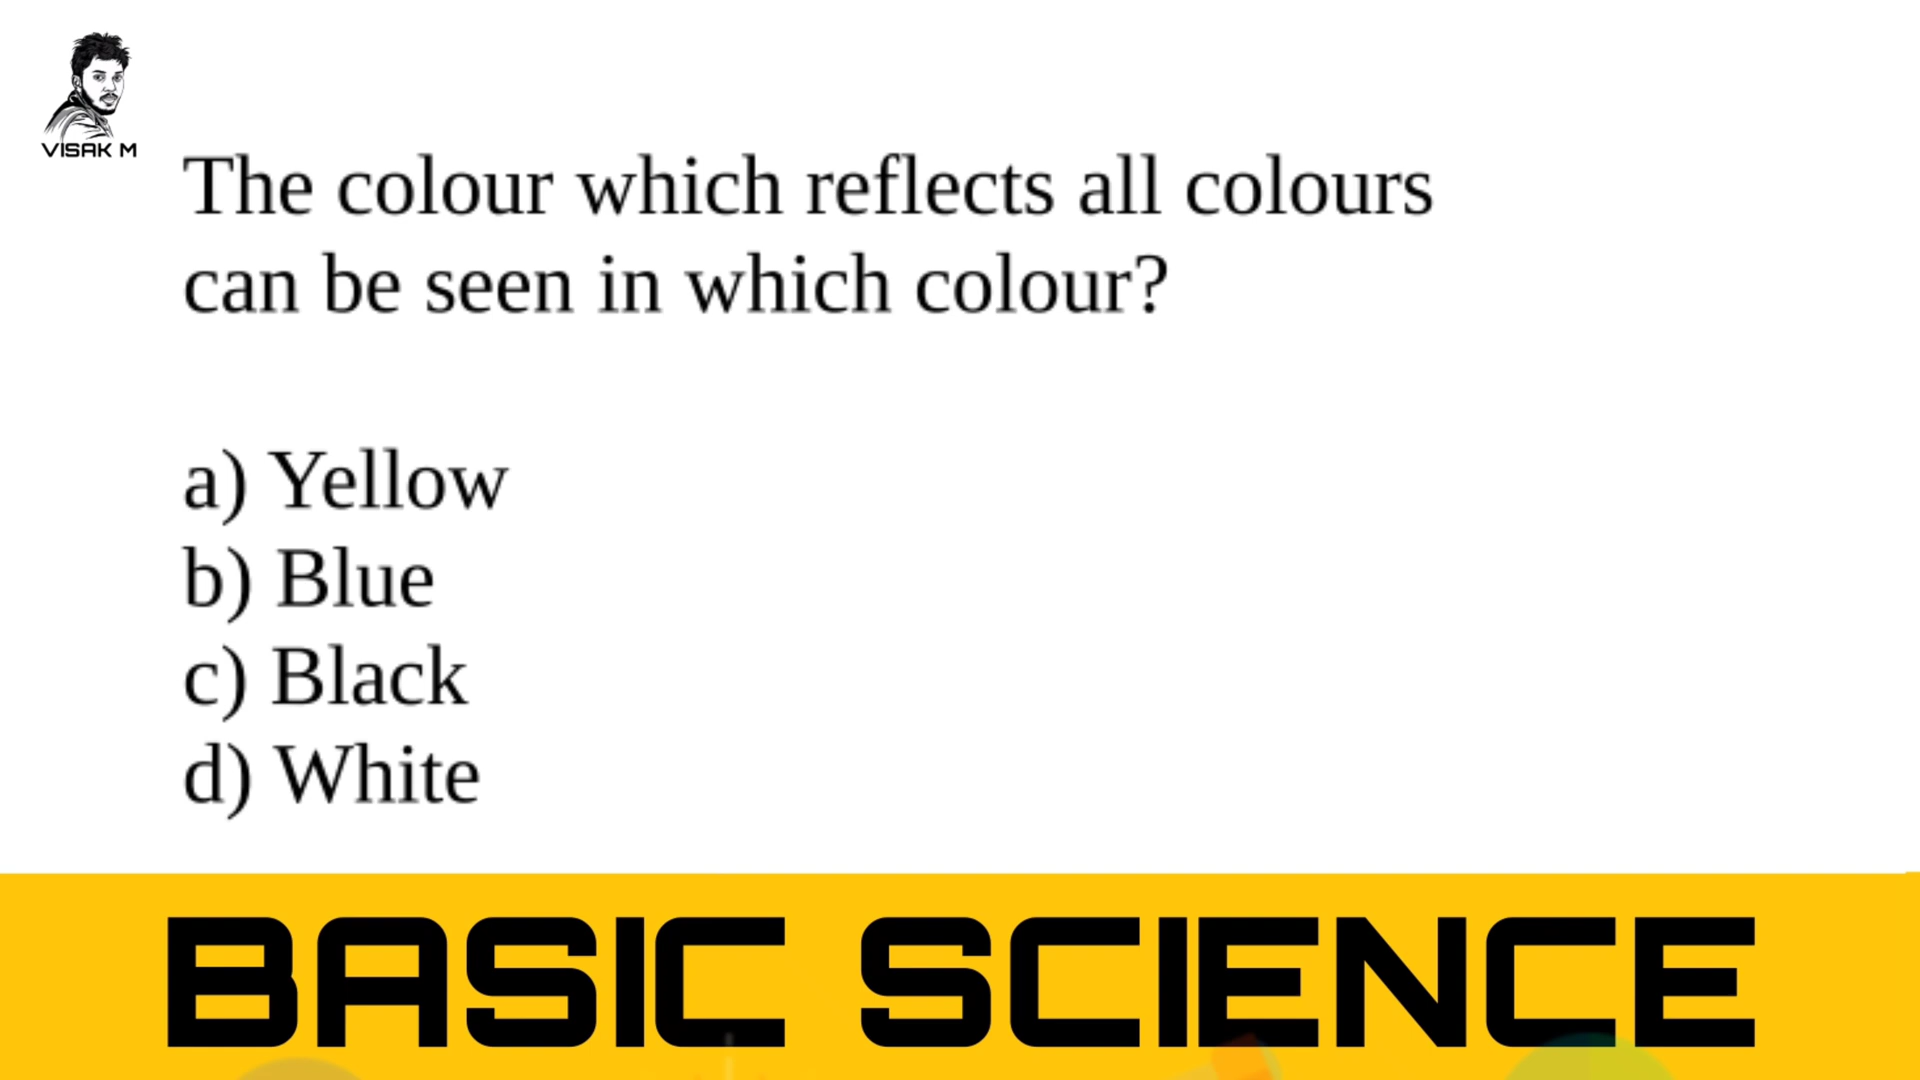 VISAK M
The colour which reflects all colours
can be seen in which colour?
a) Yellow
b) Blue
c) Black
d) White
BASIC SCIENCE